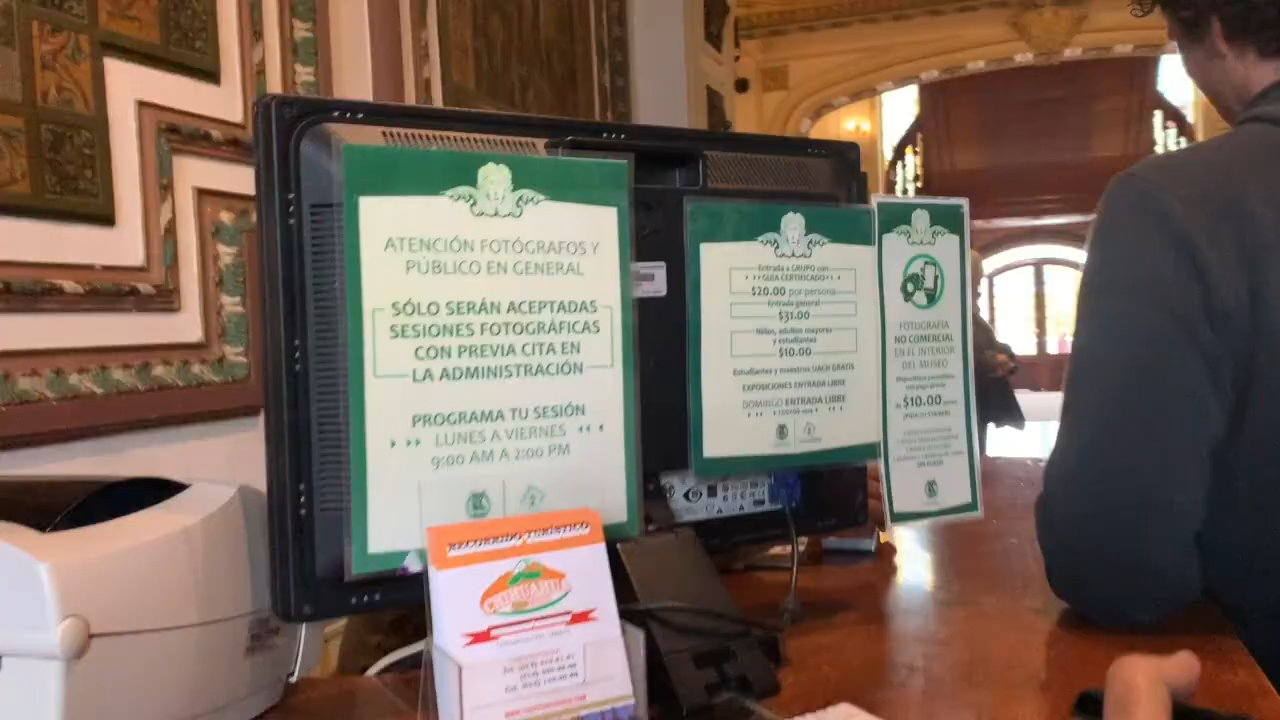 ATENCIÓN FOTÓGRAFOS Y
PÚBLICO EN GENERAL
SÓLO SERÁN ACEPTADAS
SESIONES FOTOGRÁFICAS
CON PREVIA CITA EN
LA ADMINISTRACIÓN
PROGRAMA TU SESIÓN
LUNES A VIERNES
9:00 AM A 2:00 PM
Entrada a GRUPO con
GUÍA CERTIFICADO
$20.00 por persona
Entrada general
$31.00
Niños, adultos mayores
y estudiantes
$10.00
Estudiantes y maestros UACH GRATIS
EXPOSICIONES ENTRADA LIBRE
DOMINGO ENTRADA LIBRE
FOTOGRAFÍA
NO COMERCIAL
EN EL INTERIOR
DEL MUSEO
$10.00
RECORRIDO TURÍSTICO
CHIHUAHUA